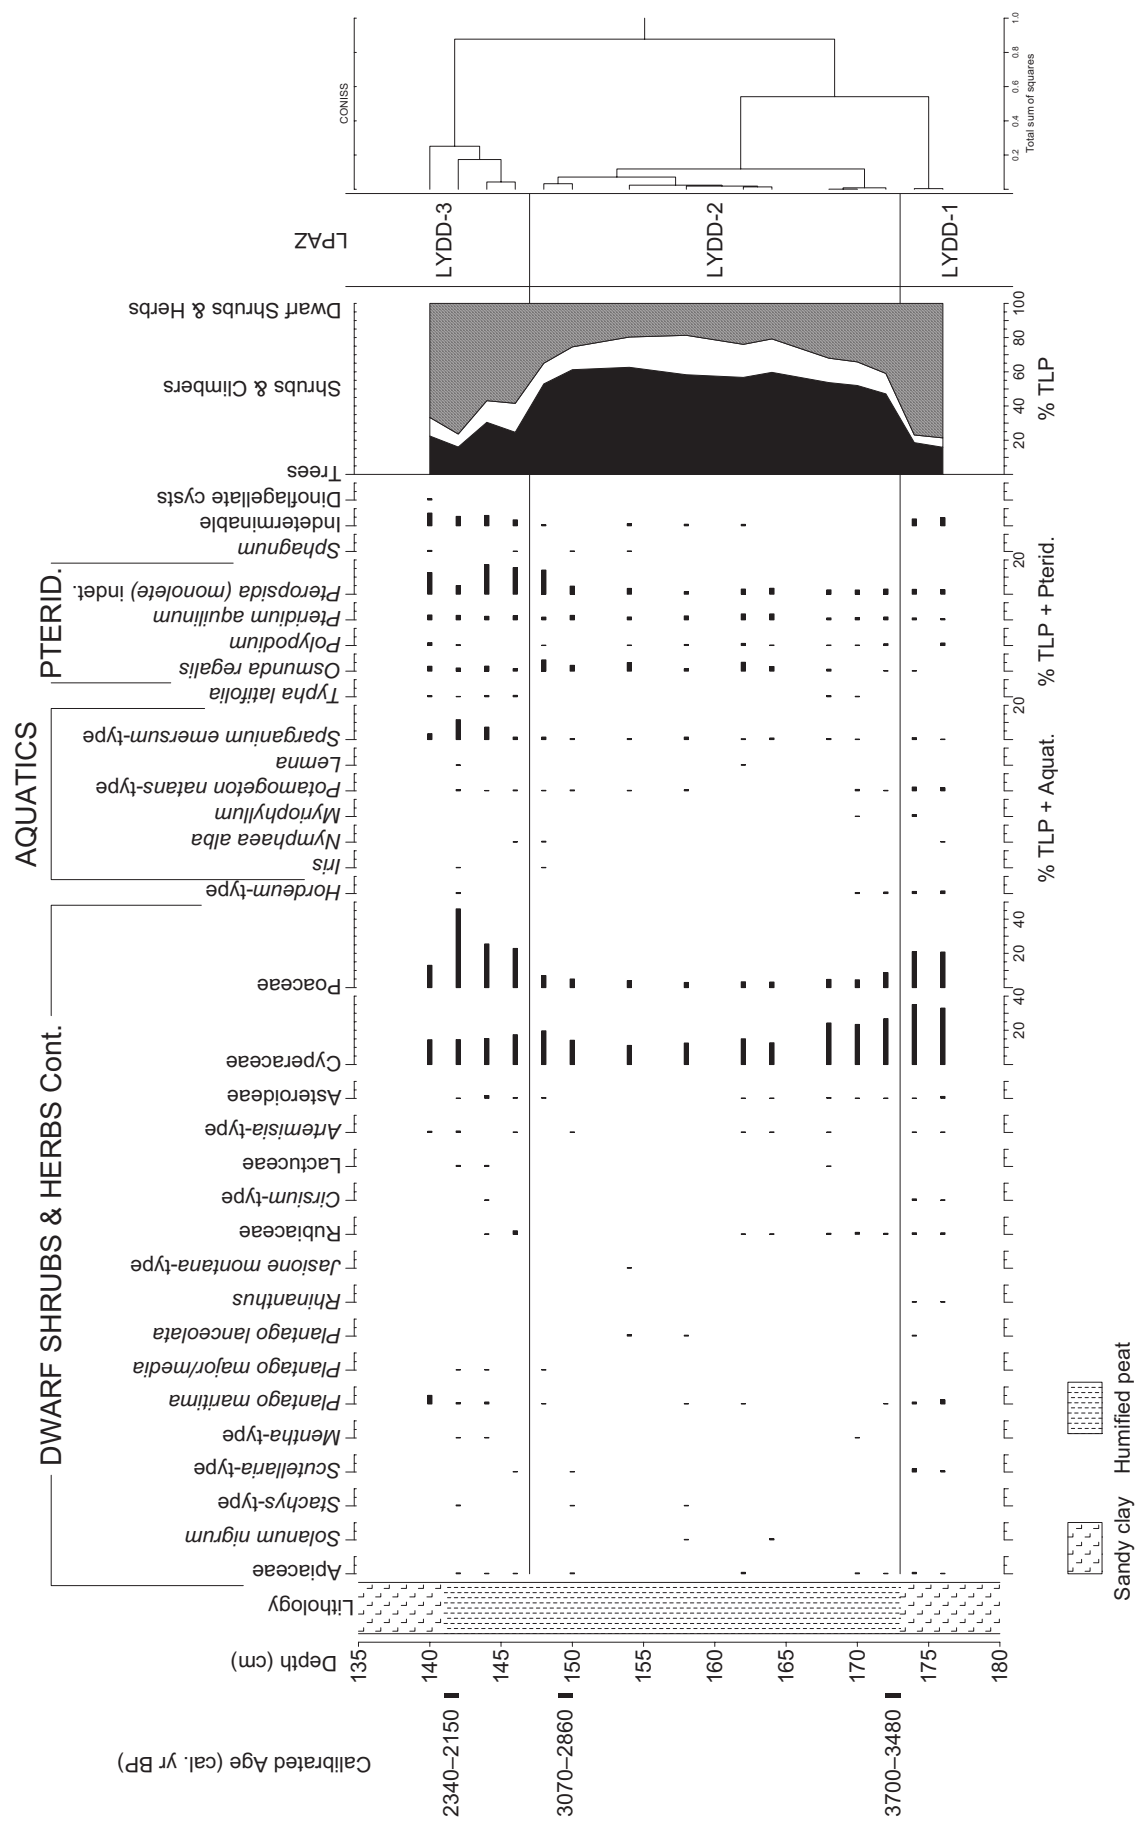 Calibrated Age (cal. yr BP)
2340–2150
3070–2860
3700–3480
Depth (cm)
135
140
145
150
155
160
165
170
175
180
Lithology
DWARF SHRUBS & HERBS Cont.
Apiaceae
Solanum nigrum
Stachys-type
Scutellaria-type
Mentha-type
Plantago maritima
Plantago major/media
Plantago lanceolata
Rhinanthus
Jasione montana-type
Rubiaceae
Cirsium-type
Lactuceae
Artemisia-type
Asteroideae
Cyperaceae
20
40
Poaceae
20
40
Hordeum-type
AQUATICS
Iris
Nymphaea alba
Myriophyllum
Potamogeton natans-type
Lemna
Sparganium emersum-type
20
Typha latifolia
% TLP + Aquat.
PTERID.
Osmunda regalis
Polypodium
Pteridium aquilinum
Pteropsida (monolete) indet.
20
% TLP + Pterid.
Sphagnum
Indeterminable
Dinoflagellate cysts
Trees
Shrubs & Climbers
Dwarf Shrubs & Herbs
20
40
60
80
100
% TLP
LPAZ
LYDD-3
LYDD-2
LYDD-1
CONISS
0.2
0.4
0.6
0.8
1.0
Total sum of squares
Sandy clay
Humified peat